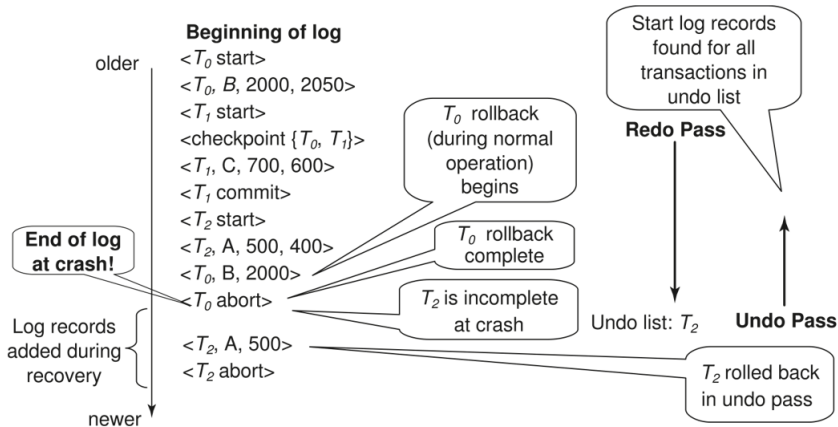 Beginning of log
older
<T0 start>
<T0, B, 2000, 2050>
<T1 start>
<checkpoint {T0, T1}>
<T1, C, 700, 600>
<T1 commit>
<T2 start>
<T2, A, 500, 400>
<T0, B, 2000>
<T0 abort>
<T2, A, 500>
<T2 abort>
newer
End of log
at crash!
Log records
added during
recovery
T0 rollback
(during normal
operation)
begins
T0 rollback
complete
T2 is incomplete
at crash
Start log records
found for all
transactions in
undo list
Redo Pass
Undo list: T2
Undo Pass
T2 rolled back
in undo pass